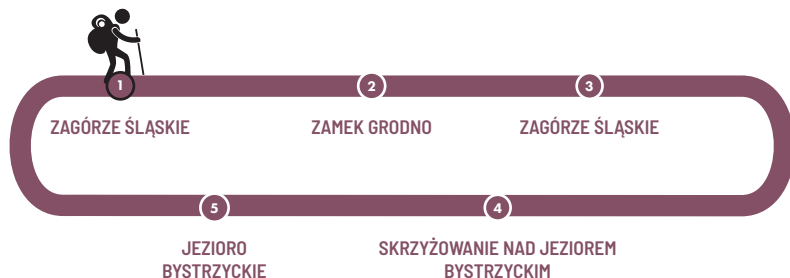 1
2
3
ZAGÓRZE ŚLĄSKIE
ZAMEK GRODNO
ZAGÓRZE ŚLĄSKIE
5
4
JEZIORO
BYSTRZYCKIE
SKRZYŻOWANIE NAD JEZIOREM
BYSTRZYCKIM